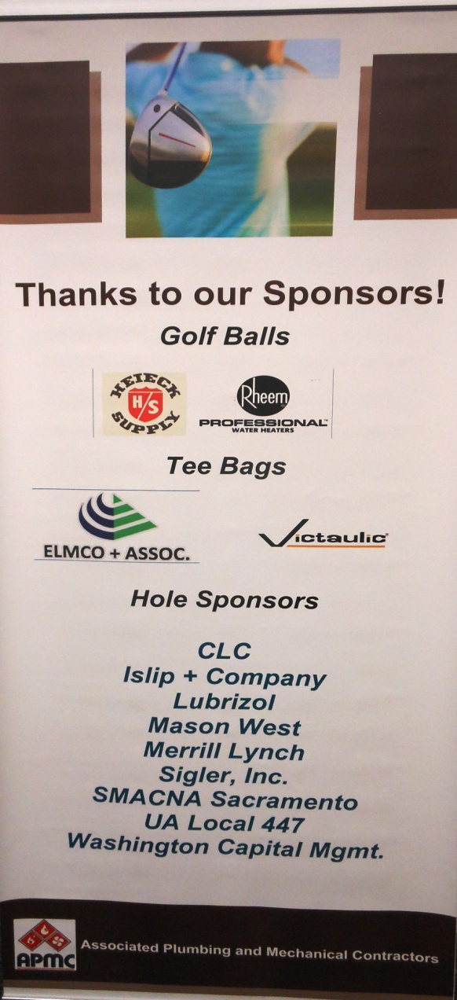 Thanks to our Sponsors!
Golf Balls
HEIECK
H/S
SUPPLY
Rheem
PROFESSIONAL™
WATER HEATERS
Tee Bags
ELMCO + ASSOC.
Victaulic®
Hole Sponsors
CLC
Islip + Company
Lubrizol
Mason West
Merrill Lynch
Sigler, Inc.
SMACNA Sacramento
UA Local 447
Washington Capital Mgmt.
APMC
Associated Plumbing and Mechanical Contractors